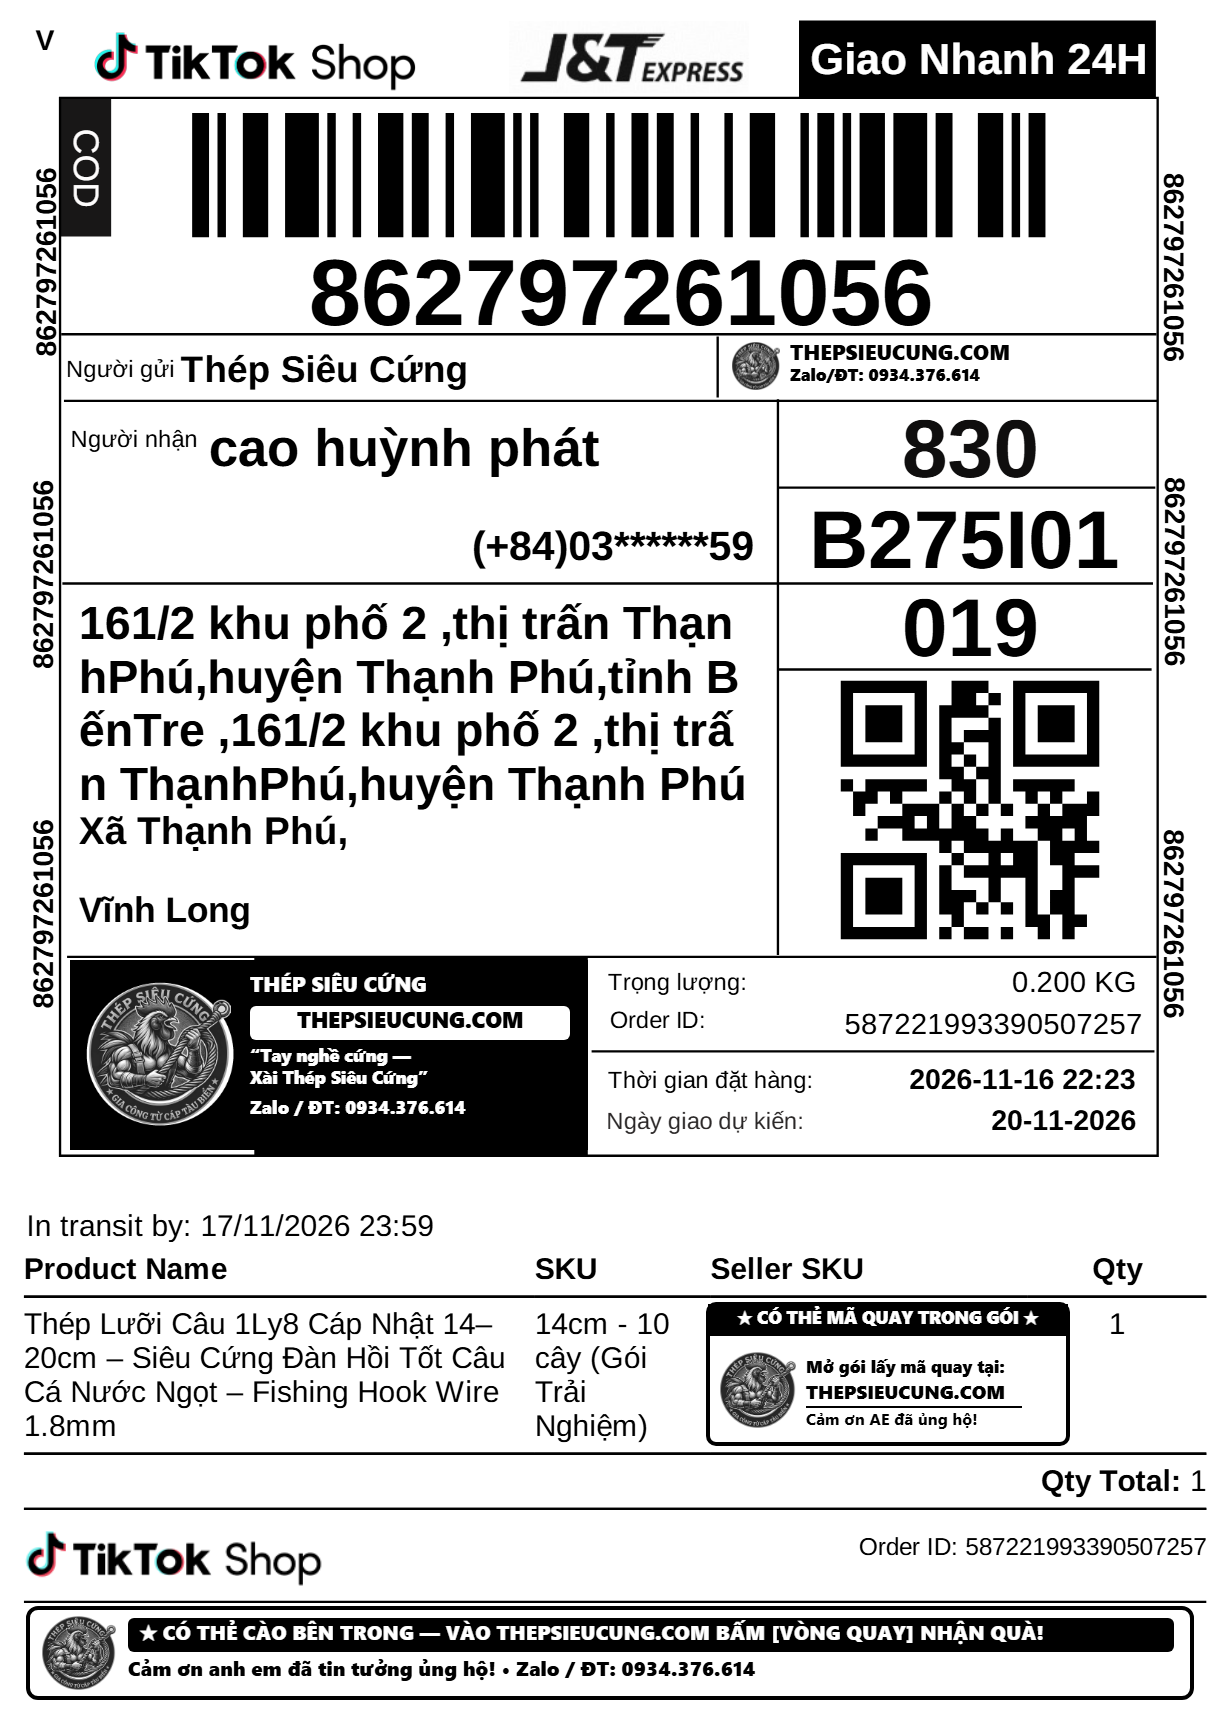 V
TikTok Shop
J&T EXPRESS
Giao Nhanh 24H
COD
862797261056
862797261056
862797261056
Người gửi Thép Siêu Cứng
THEPSIEUCUNG.COM
Zalo/ĐT: 0934.376.614
Người nhận cao huỳnh phát
(+84)03******59
830
B275I01
019
862797261056
862797261056
161/2 khu phố 2 ,thị trấn Thạn
hPhú,huyện Thạnh Phú,tỉnh B
ếnTre ,161/2 khu phố 2 ,thị trấ
n ThạnhPhú,huyện Thạnh Phú
Xã Thạnh Phú,
Vĩnh Long
862797261056
862797261056
THÉP SIÊU CỨNG
GIA CÔNG TỪ CÁP TÀU BIỂN
THÉP SIÊU CỨNG
THEPSIEUCUNG.COM
“Tay nghề cứng —
Xài Thép Siêu Cứng”
Zalo / ĐT: 0934.376.614
Trọng lượng: 0.200 KG
Order ID: 587221993390507257
Thời gian đặt hàng: 2026-11-16 22:23
Ngày giao dự kiến: 20-11-2026
In transit by: 17/11/2026 23:59
Product Name SKU Seller SKU Qty
Thép Lưỡi Câu 1Ly8 Cáp Nhật 14–
20cm – Siêu Cứng Đàn Hồi Tốt Câu
Cá Nước Ngọt – Fishing Hook Wire
1.8mm
14cm - 10
cây (Gói
Trải
Nghiệm)
★ CÓ THẺ MÃ QUAY TRONG GÓI ★
Mở gói lấy mã quay tại:
THEPSIEUCUNG.COM
Cảm ơn AE đã ủng hộ!
1
Qty Total: 1
TikTok Shop
Order ID: 587221993390507257
★ CÓ THẺ CÀO BÊN TRONG — VÀO THEPSIEUCUNG.COM BẤM [VÒNG QUAY] NHẬN QUÀ!
Cảm ơn anh em đã tin tưởng ủng hộ! • Zalo / ĐT: 0934.376.614